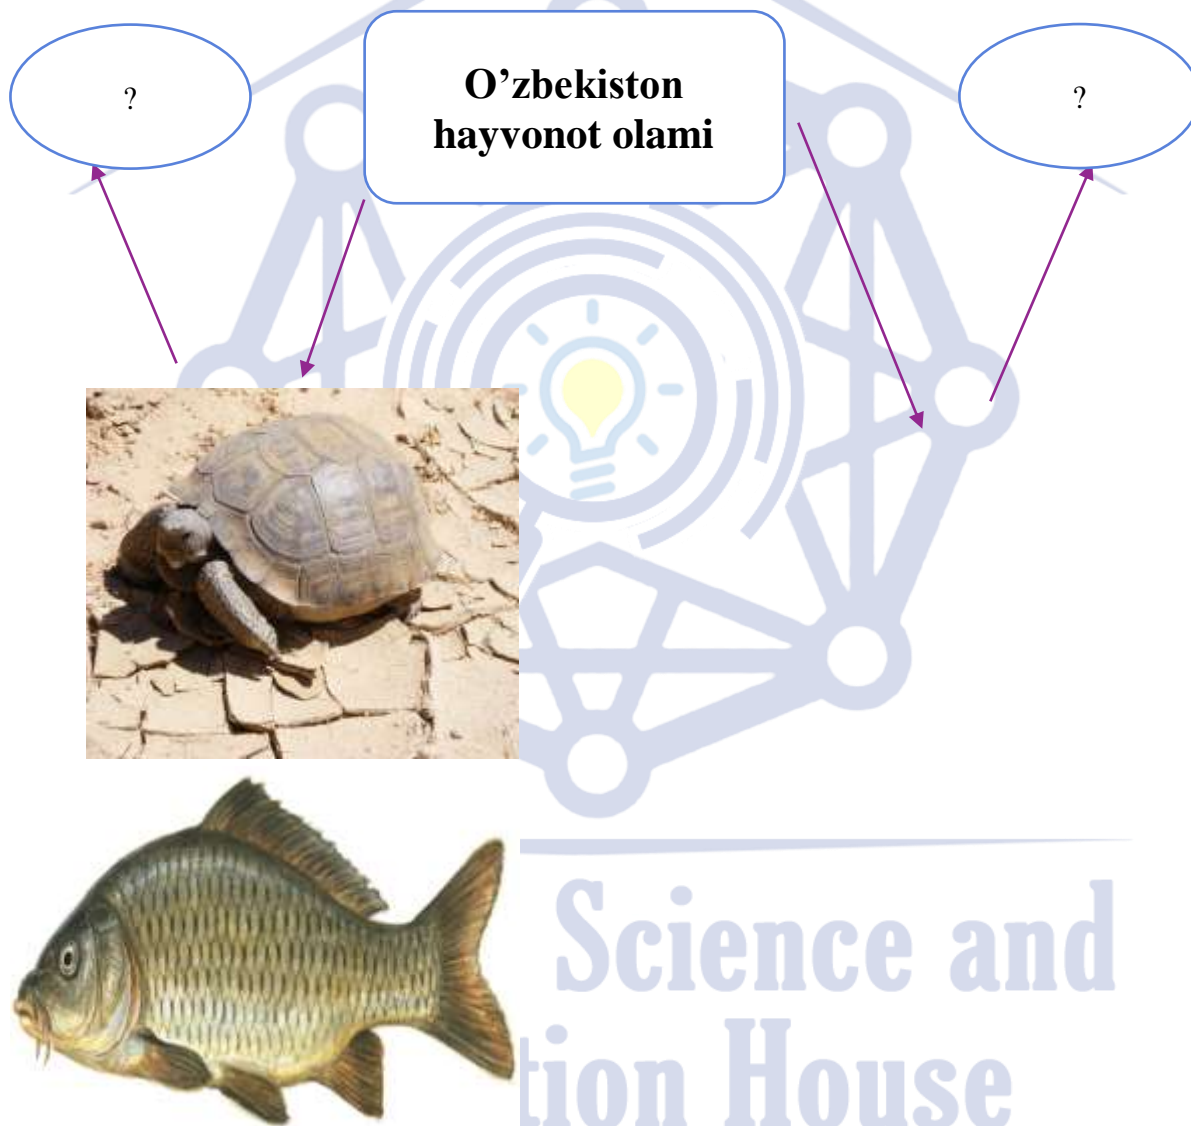 ?
O’zbekiston
hayvonot olami
?
Science and
tion House